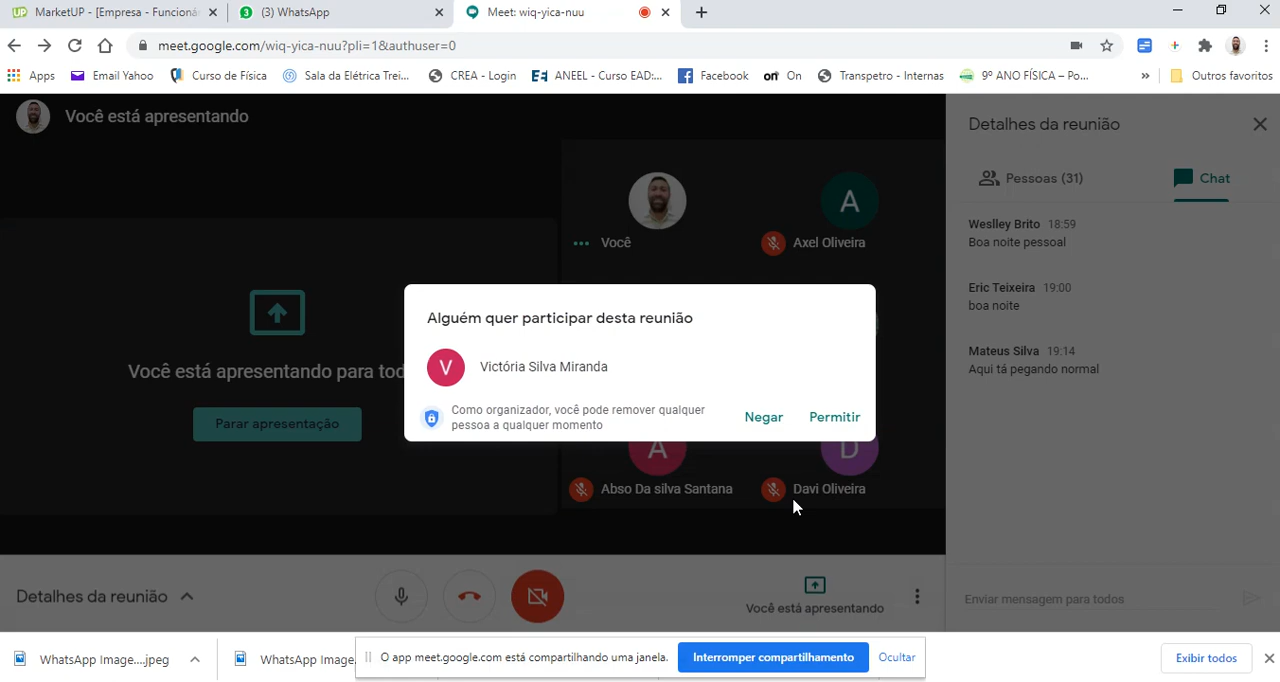 MarketUP - [Empresa - Funcioná
(3) WhatsApp
Meet: wiq-yica-nuu
meet.google.com/wiq-yica-nuu?pli=1&authuser=0
Apps
Email Yahoo
Curso de Física
Sala da Elétrica Trei...
CREA - Login
ANEEL - Curso EAD:...
Facebook
on
On
Transpetro - Internas
9º ANO FÍSICA – Po...
»
Outros favoritos
Você está apresentando
Detalhes da reunião
Pessoas (31)
Chat
Weslley Brito 18:59
Boa noite pessoal
Eric Teixeira 19:00
boa noite
Mateus Silva 19:14
Aqui tá pegando normal
Enviar mensagem para todos
Você está apresentando para tod
Parar apresentação
Você
A
Axel Oliveira
Alguém quer participar desta reunião
V
Victória Silva Miranda
Como organizador, você pode remover qualquer
pessoa a qualquer momento
Negar
Permitir
A
Abso Da silva Santana
D
Davi Oliveira
Detalhes da reunião
Você está apresentando
WhatsApp Image....jpeg
WhatsApp Image.
O app meet.google.com está compartilhando uma janela.
Interromper compartilhamento
Ocultar
Exibir todos